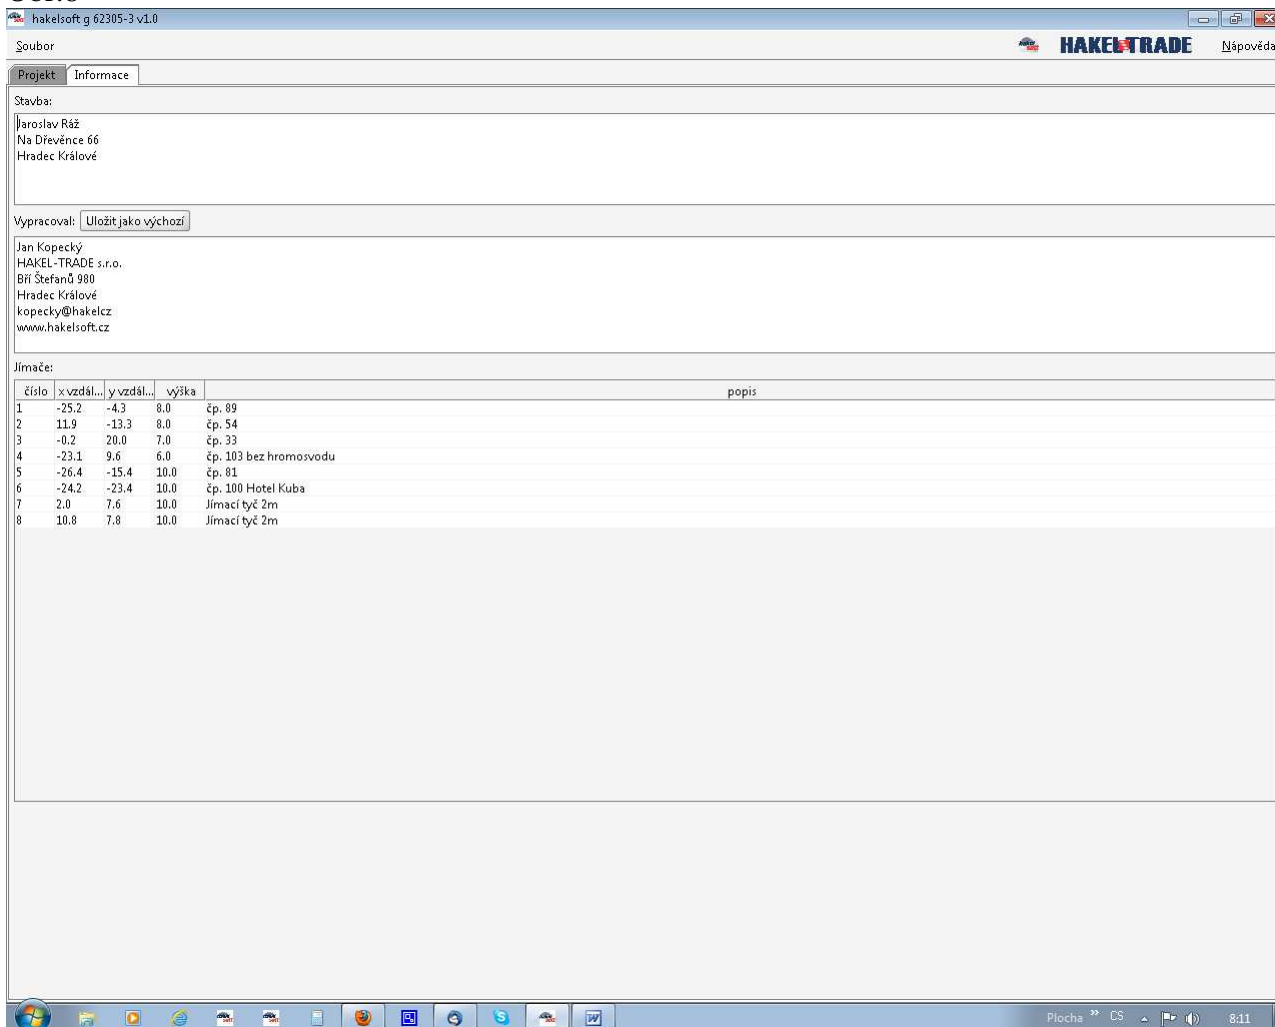 hakelsoft g 62305-3 v1.0
Soubor
HAKEL TRADE
Nápověda
Projekt Informace
Stavba:
Jaroslav Ráž
Na Dřevěnce 66
Hradec Králové
Vypracoval: Uložit jako výchozí
Jan Kopecký
HAKEL-TRADE s.r.o.
Bří Štefanů 980
Hradec Králové
kopecky@hakelcz
www.hakelsoft.cz
Jímače:
číslo x vzdál... y vzdál... výška popis
1 -25.2 -4.3 8.0 čp. 89
2 11.9 -13.3 8.0 čp. 54
3 -0.2 20.0 7.0 čp. 33
4 -23.1 9.6 6.0 čp. 103 bez hromosvodu
5 -26.4 -15.4 10.0 čp. 81
6 -24.2 -23.4 10.0 čp. 100 Hotel Kuba
7 2.0 7.6 10.0 Jímací tyč 2m
8 10.8 7.8 10.0 Jímací tyč 2m
Plocha » CS 8:11